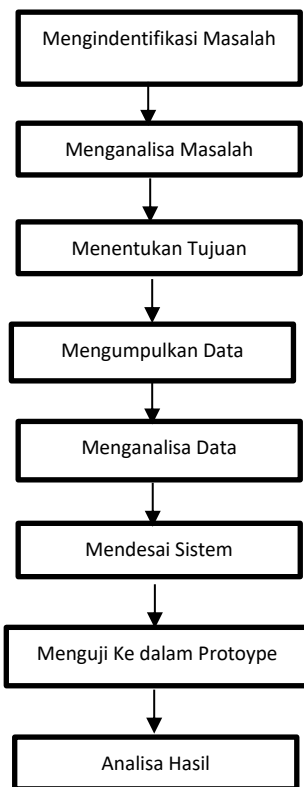 Mengindentifikasi Masalah
Menganalisa Masalah
Menentukan Tujuan
Mengumpulkan Data
Menganalisa Data
Mendesai Sistem
Menguji Ke dalam Protoype
Analisa Hasil